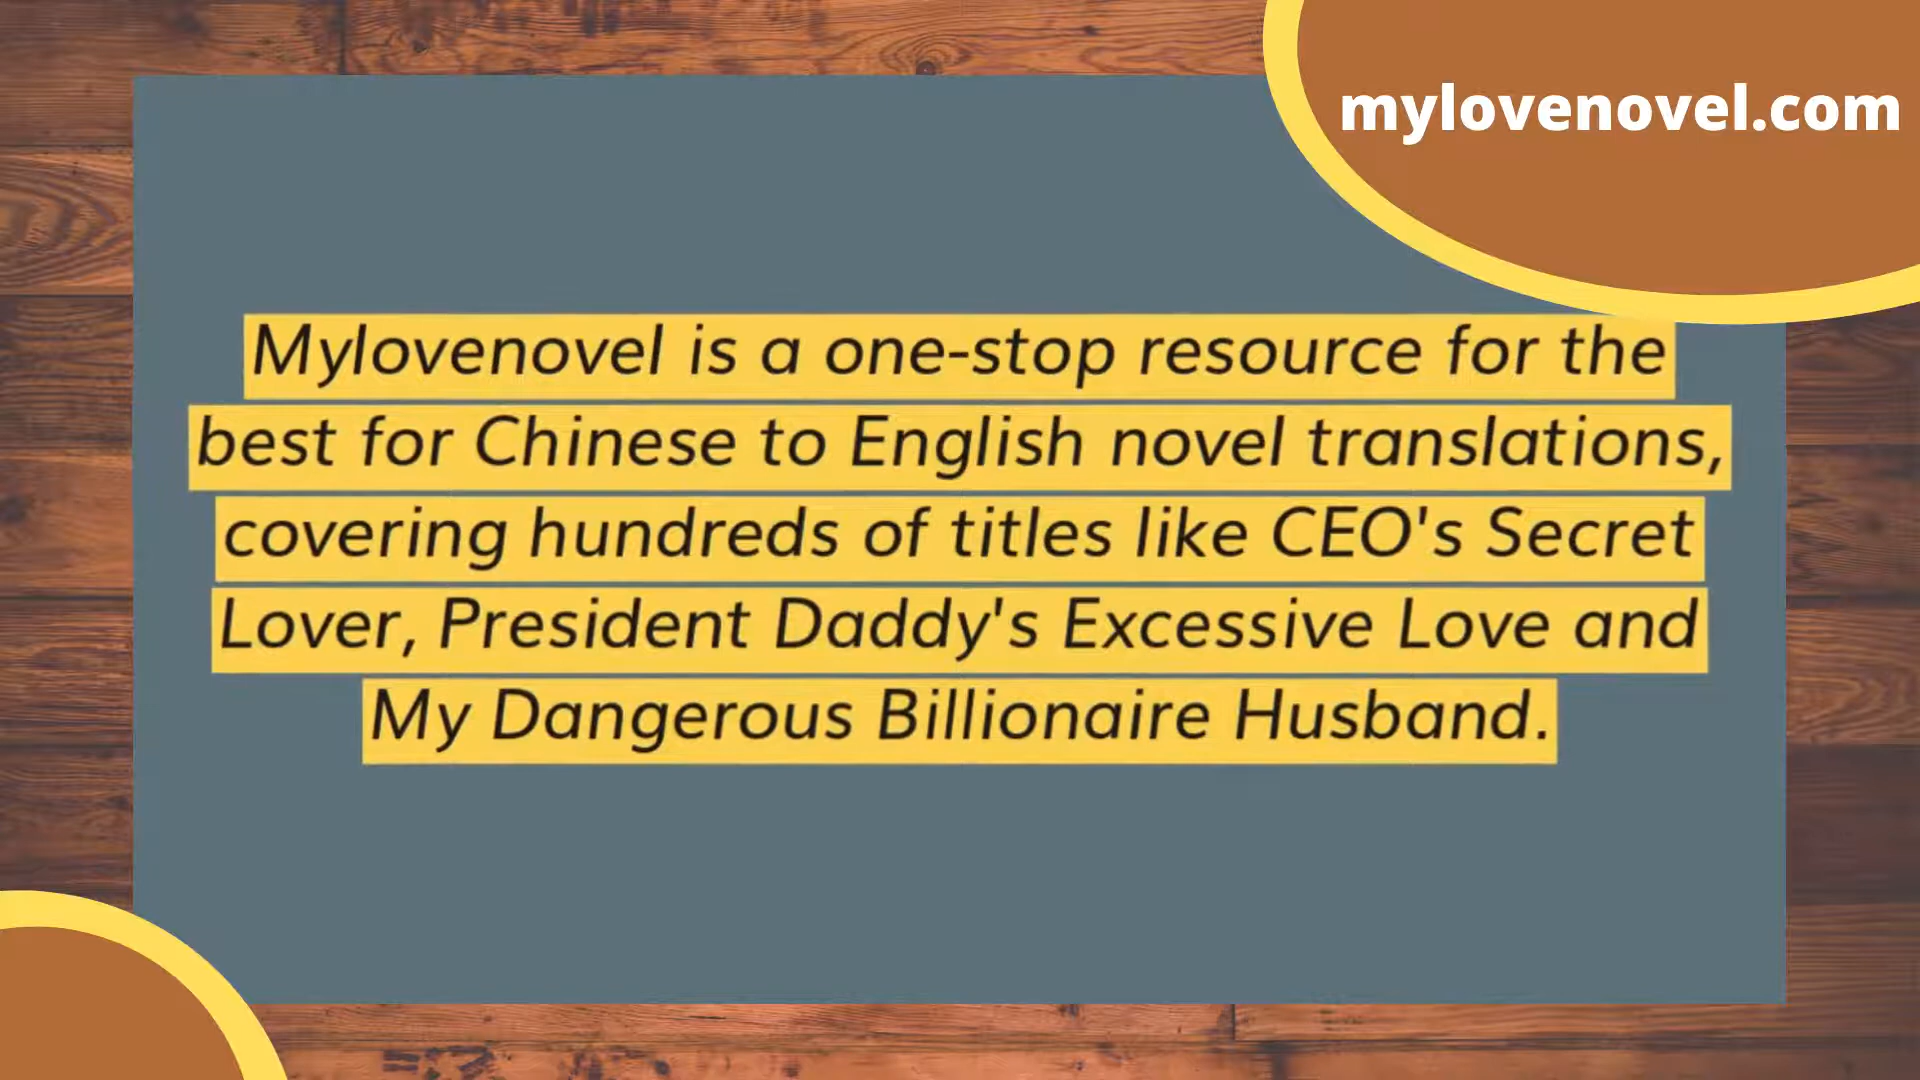 mylovenovel.com
Mylovenovel is a one-stop resource for the
best for Chinese to English novel translations,
covering hundreds of titles like CEO's Secret
Lover, President Daddy's Excessive Love and
My Dangerous Billionaire Husband.